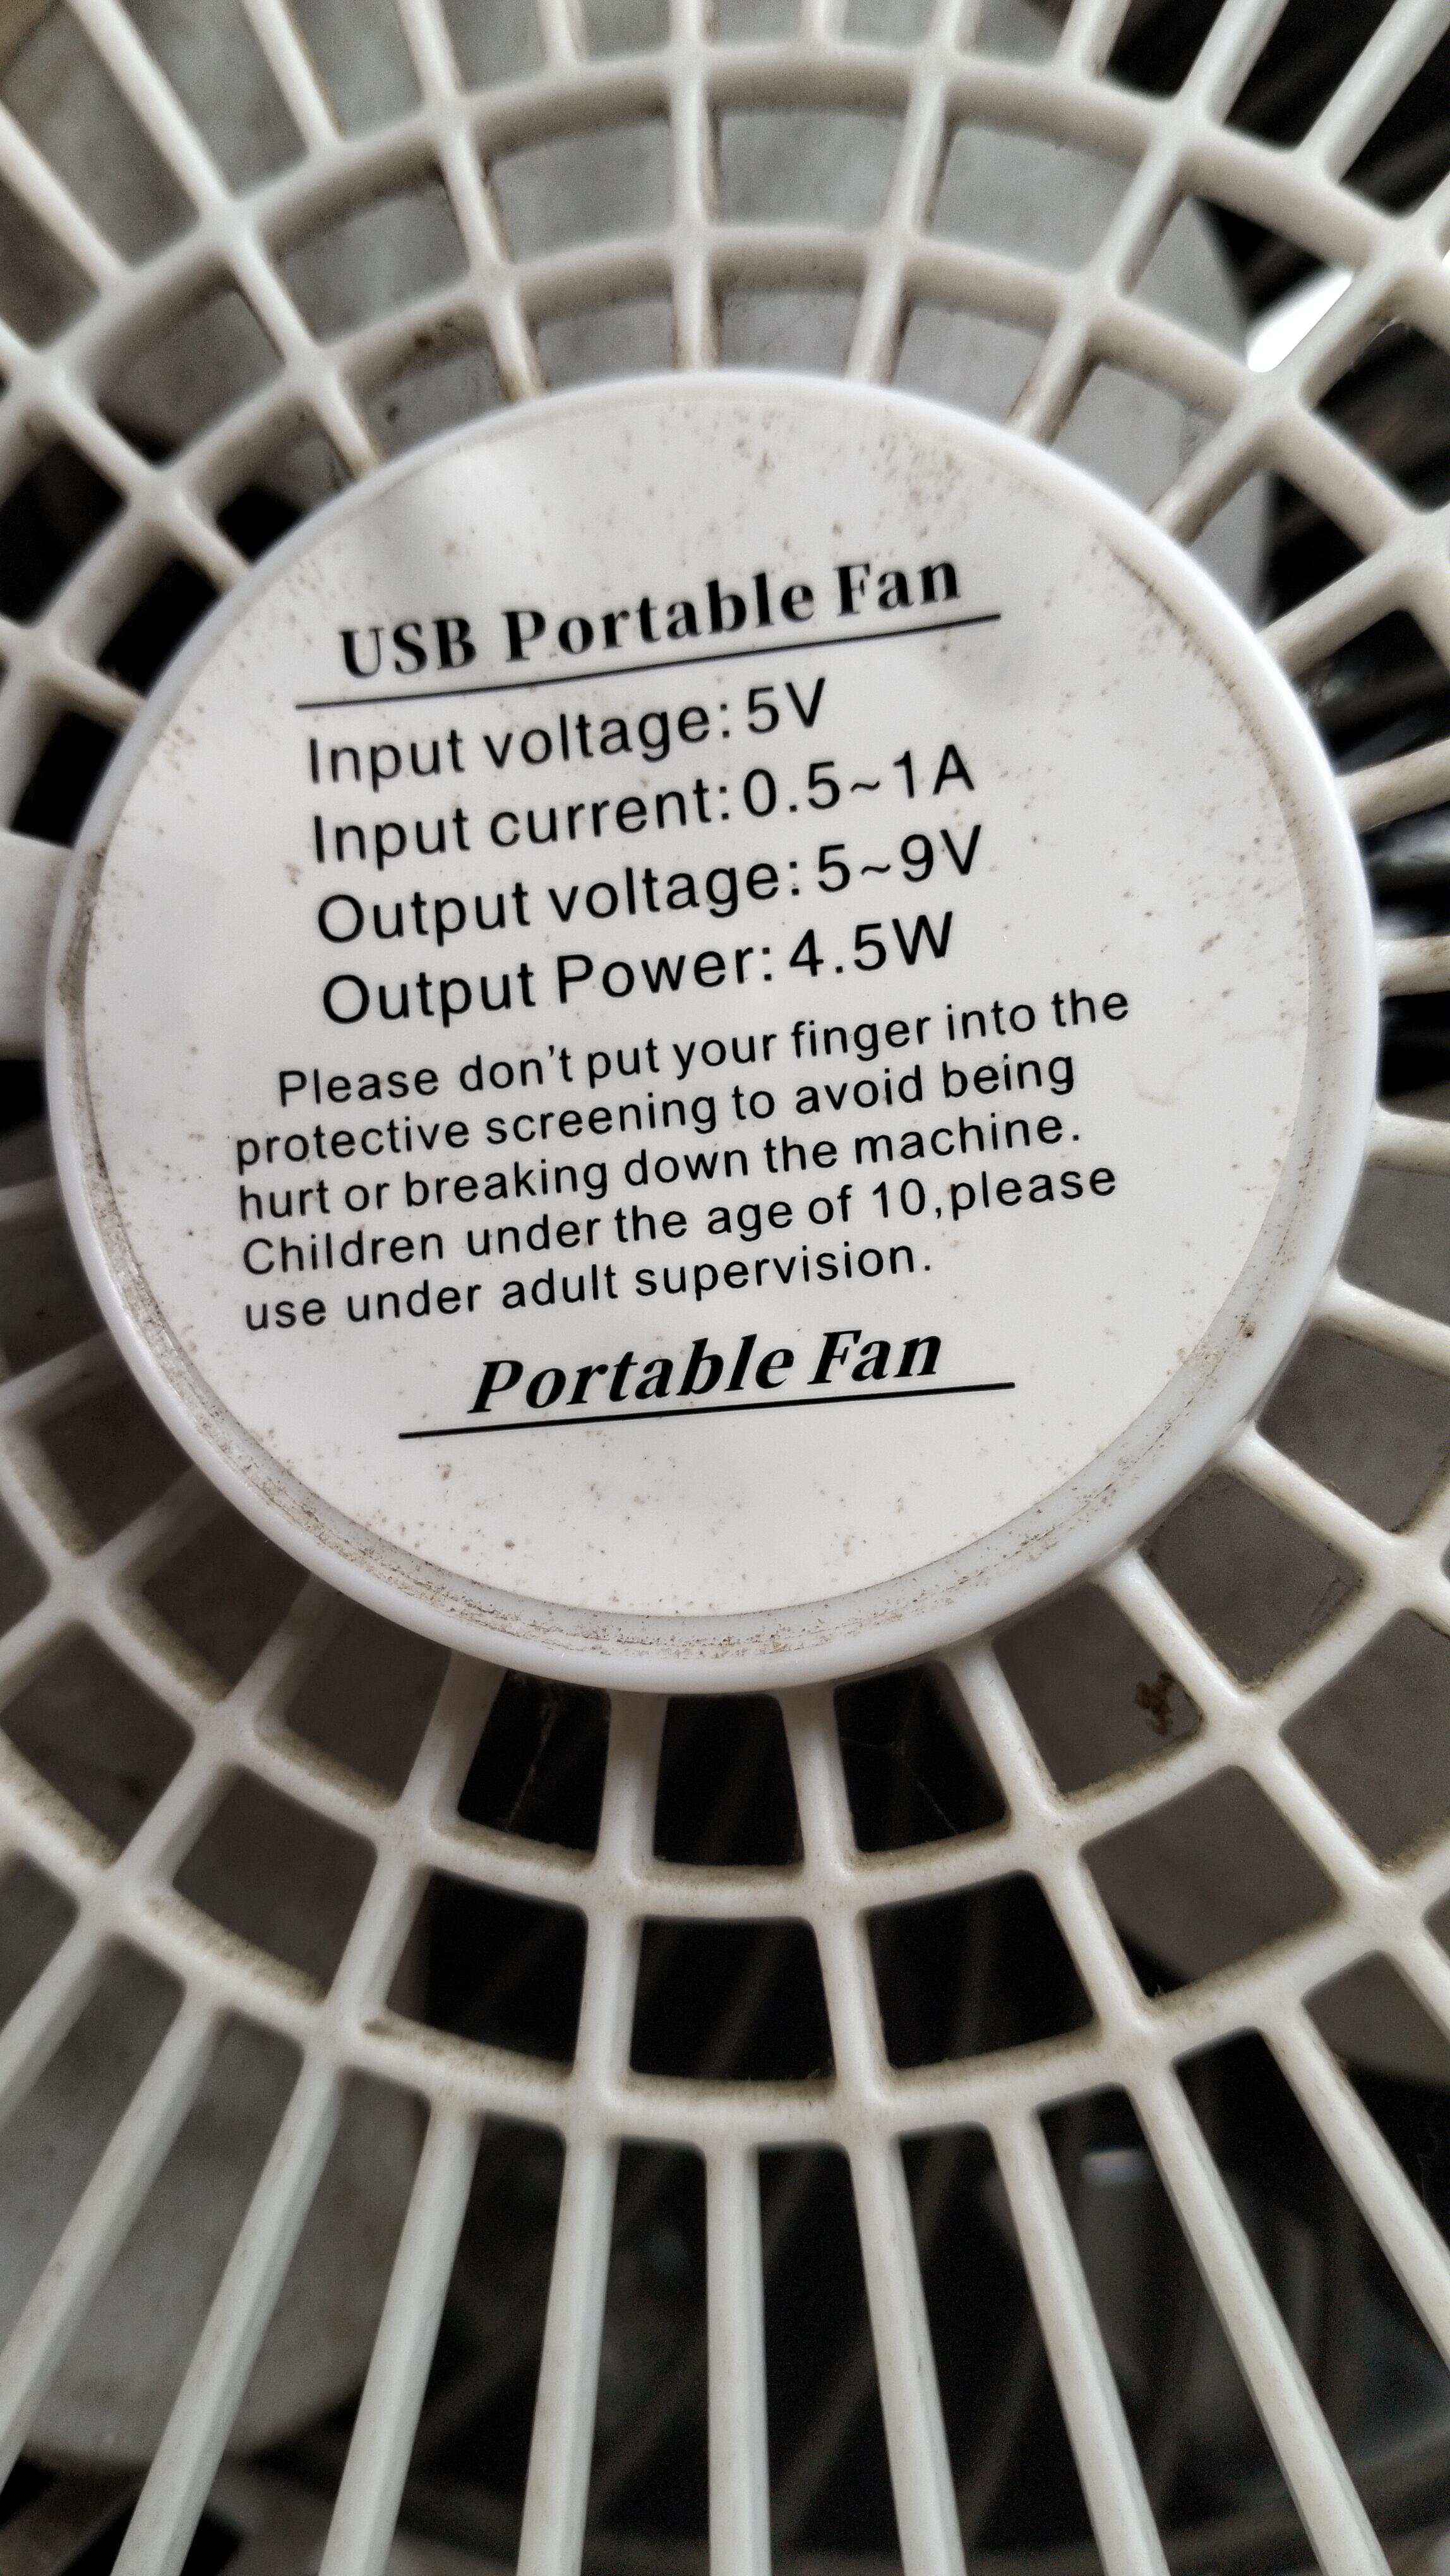 USB Portable Fan
Input voltage:5V
Input current:0.5~1A
Output voltage:5~9V
Output Power:4.5W
Please don't put your finger into the
protective screening to avoid being
hurt or breaking down the machine.
Children under the age of 10,please
use under adult supervision.
Portable Fan